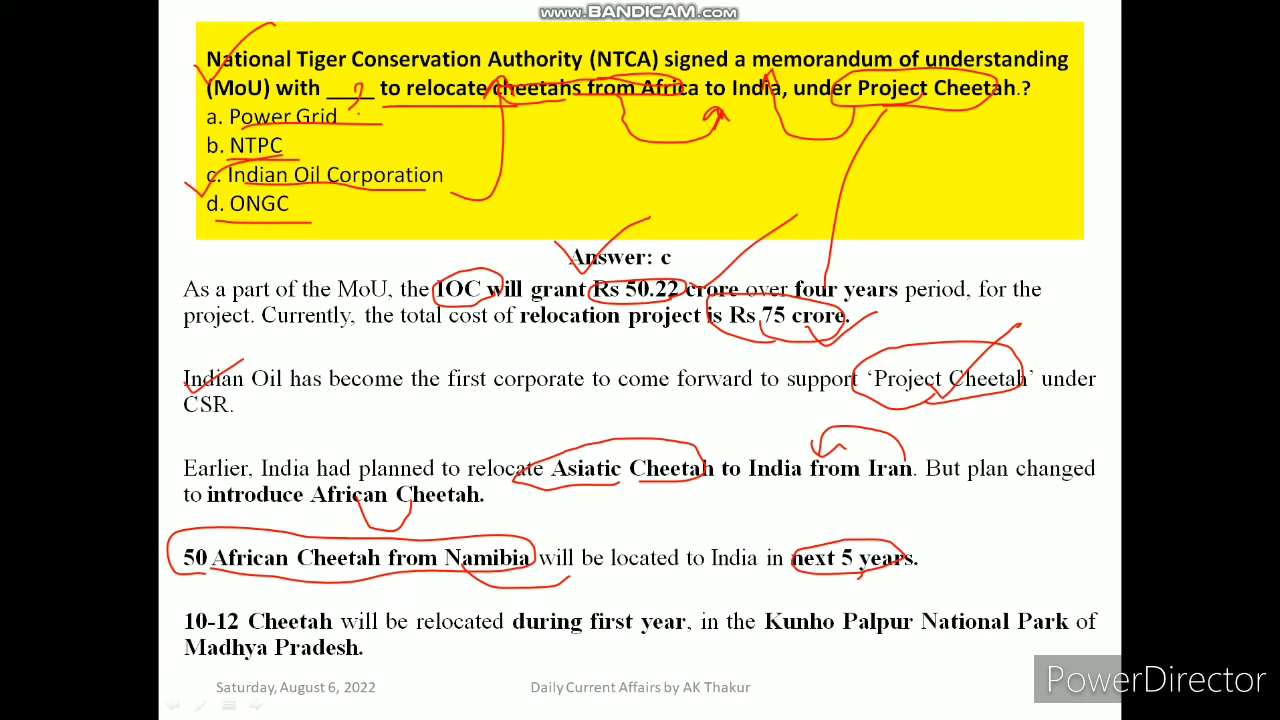 www.BANDICAM.com
National Tiger Conservation Authority (NTCA) signed a memorandum of understanding
(MoU) with ____ to relocate cheetahs from Africa to India, under Project Cheetah.?
a. Power Grid
b. NTPC
c. Indian Oil Corporation
d. ONGC
Answer: c
As a part of the MoU, the IOC will grant Rs 50.22 crore over four years period, for the
project. Currently, the total cost of relocation project is Rs 75 crore.
Indian Oil has become the first corporate to come forward to support ‘Project Cheetah’ under
CSR.
Earlier, India had planned to relocate Asiatic Cheetah to India from Iran. But plan changed
to introduce African Cheetah.
50 African Cheetah from Namibia will be located to India in next 5 years.
10-12 Cheetah will be relocated during first year, in the Kunho Palpur National Park of
Madhya Pradesh.
Saturday, August 6, 2022
Daily Current Affairs by AK Thakur
PowerDirector